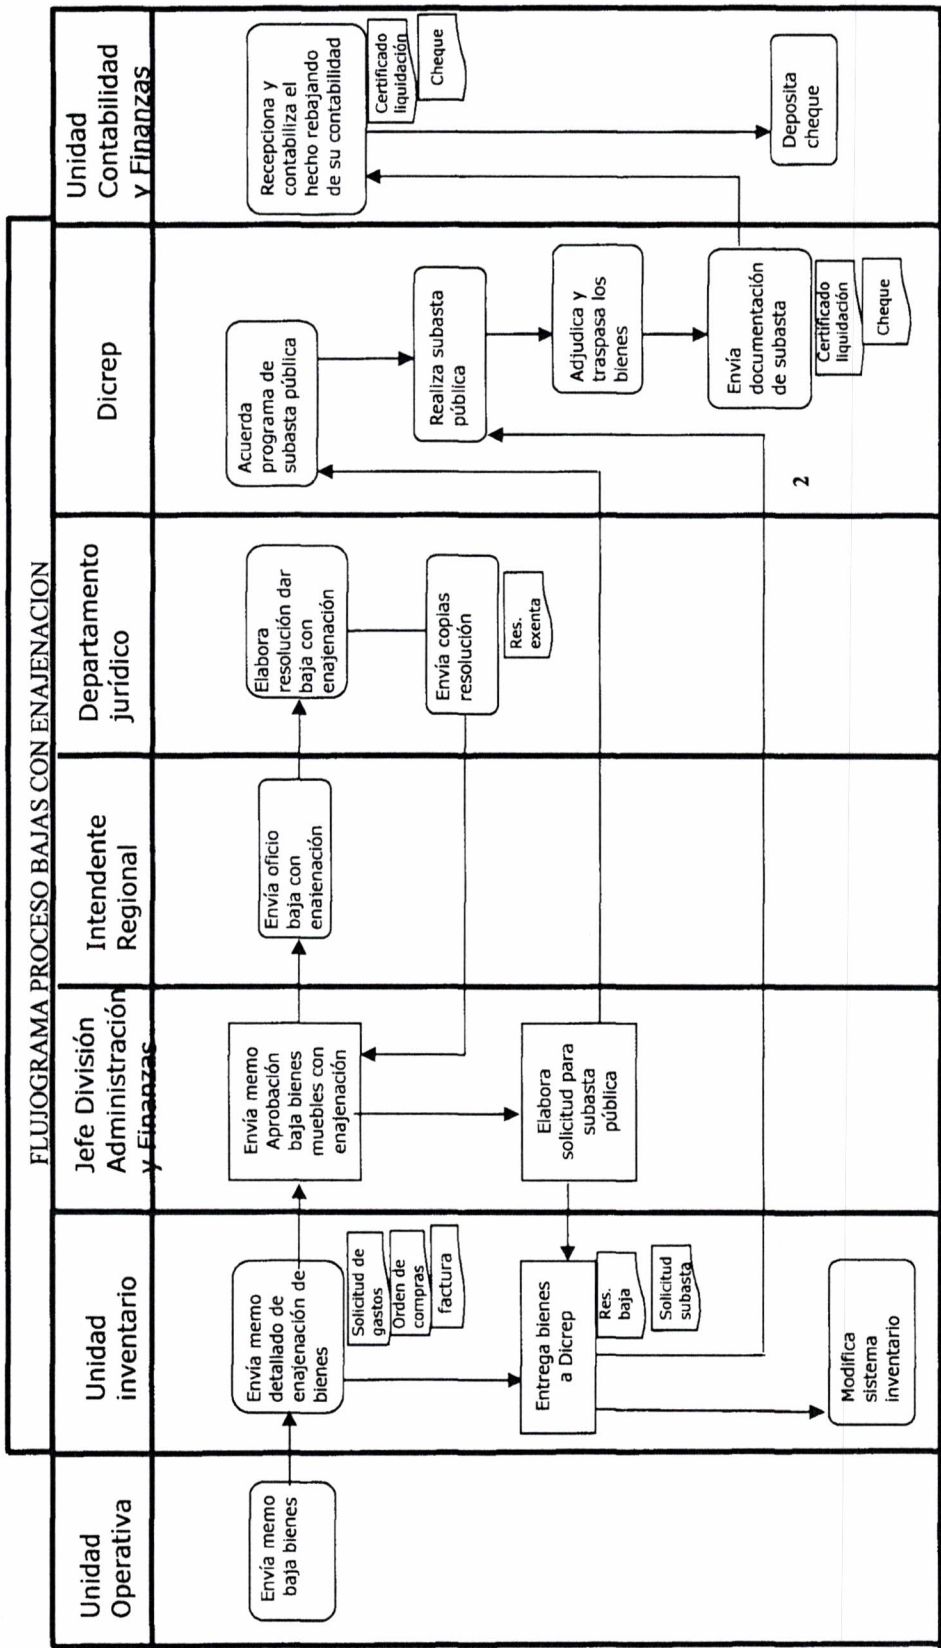 FLUJOGRAMA PROCESO BAJAS CON ENAJENACION
Unidad
Operativa
Unidad
inventario
Jefe División
Administración
y Finanzas
Intendente
Regional
Departamento
jurídico
Dicrep
Unidad
Contabilidad
y Finanzas
Envía memo
baja bienes
Envía memo
detallado de
enajenación de
bienes
Solicitud de
gastos
Orden de
compras
factura
Entrega bienes
a Dicrep
Res.
baja
Solicitud
subasta
Modifica
sistema
inventario
Envía memo
Aprobación
baja bienes
muebles con
enajenación
Elabora
solicitud para
subasta
pública
Envía oficio
baja con
enajenación
Elabora
resolución dar
baja con
enajenación
Envía copias
resolución
Res.
exenta
Acuerda
programa de
subasta pública
Realiza subasta
pública
Adjudica y
traspasa los
bienes
Envía
documentación
de subasta
Certificado
liquidación
Cheque
2
Recepciona y
contabiliza el
hecho rebajando
de su contabilidad
Certificado
liquidación
Cheque
Deposita
cheque